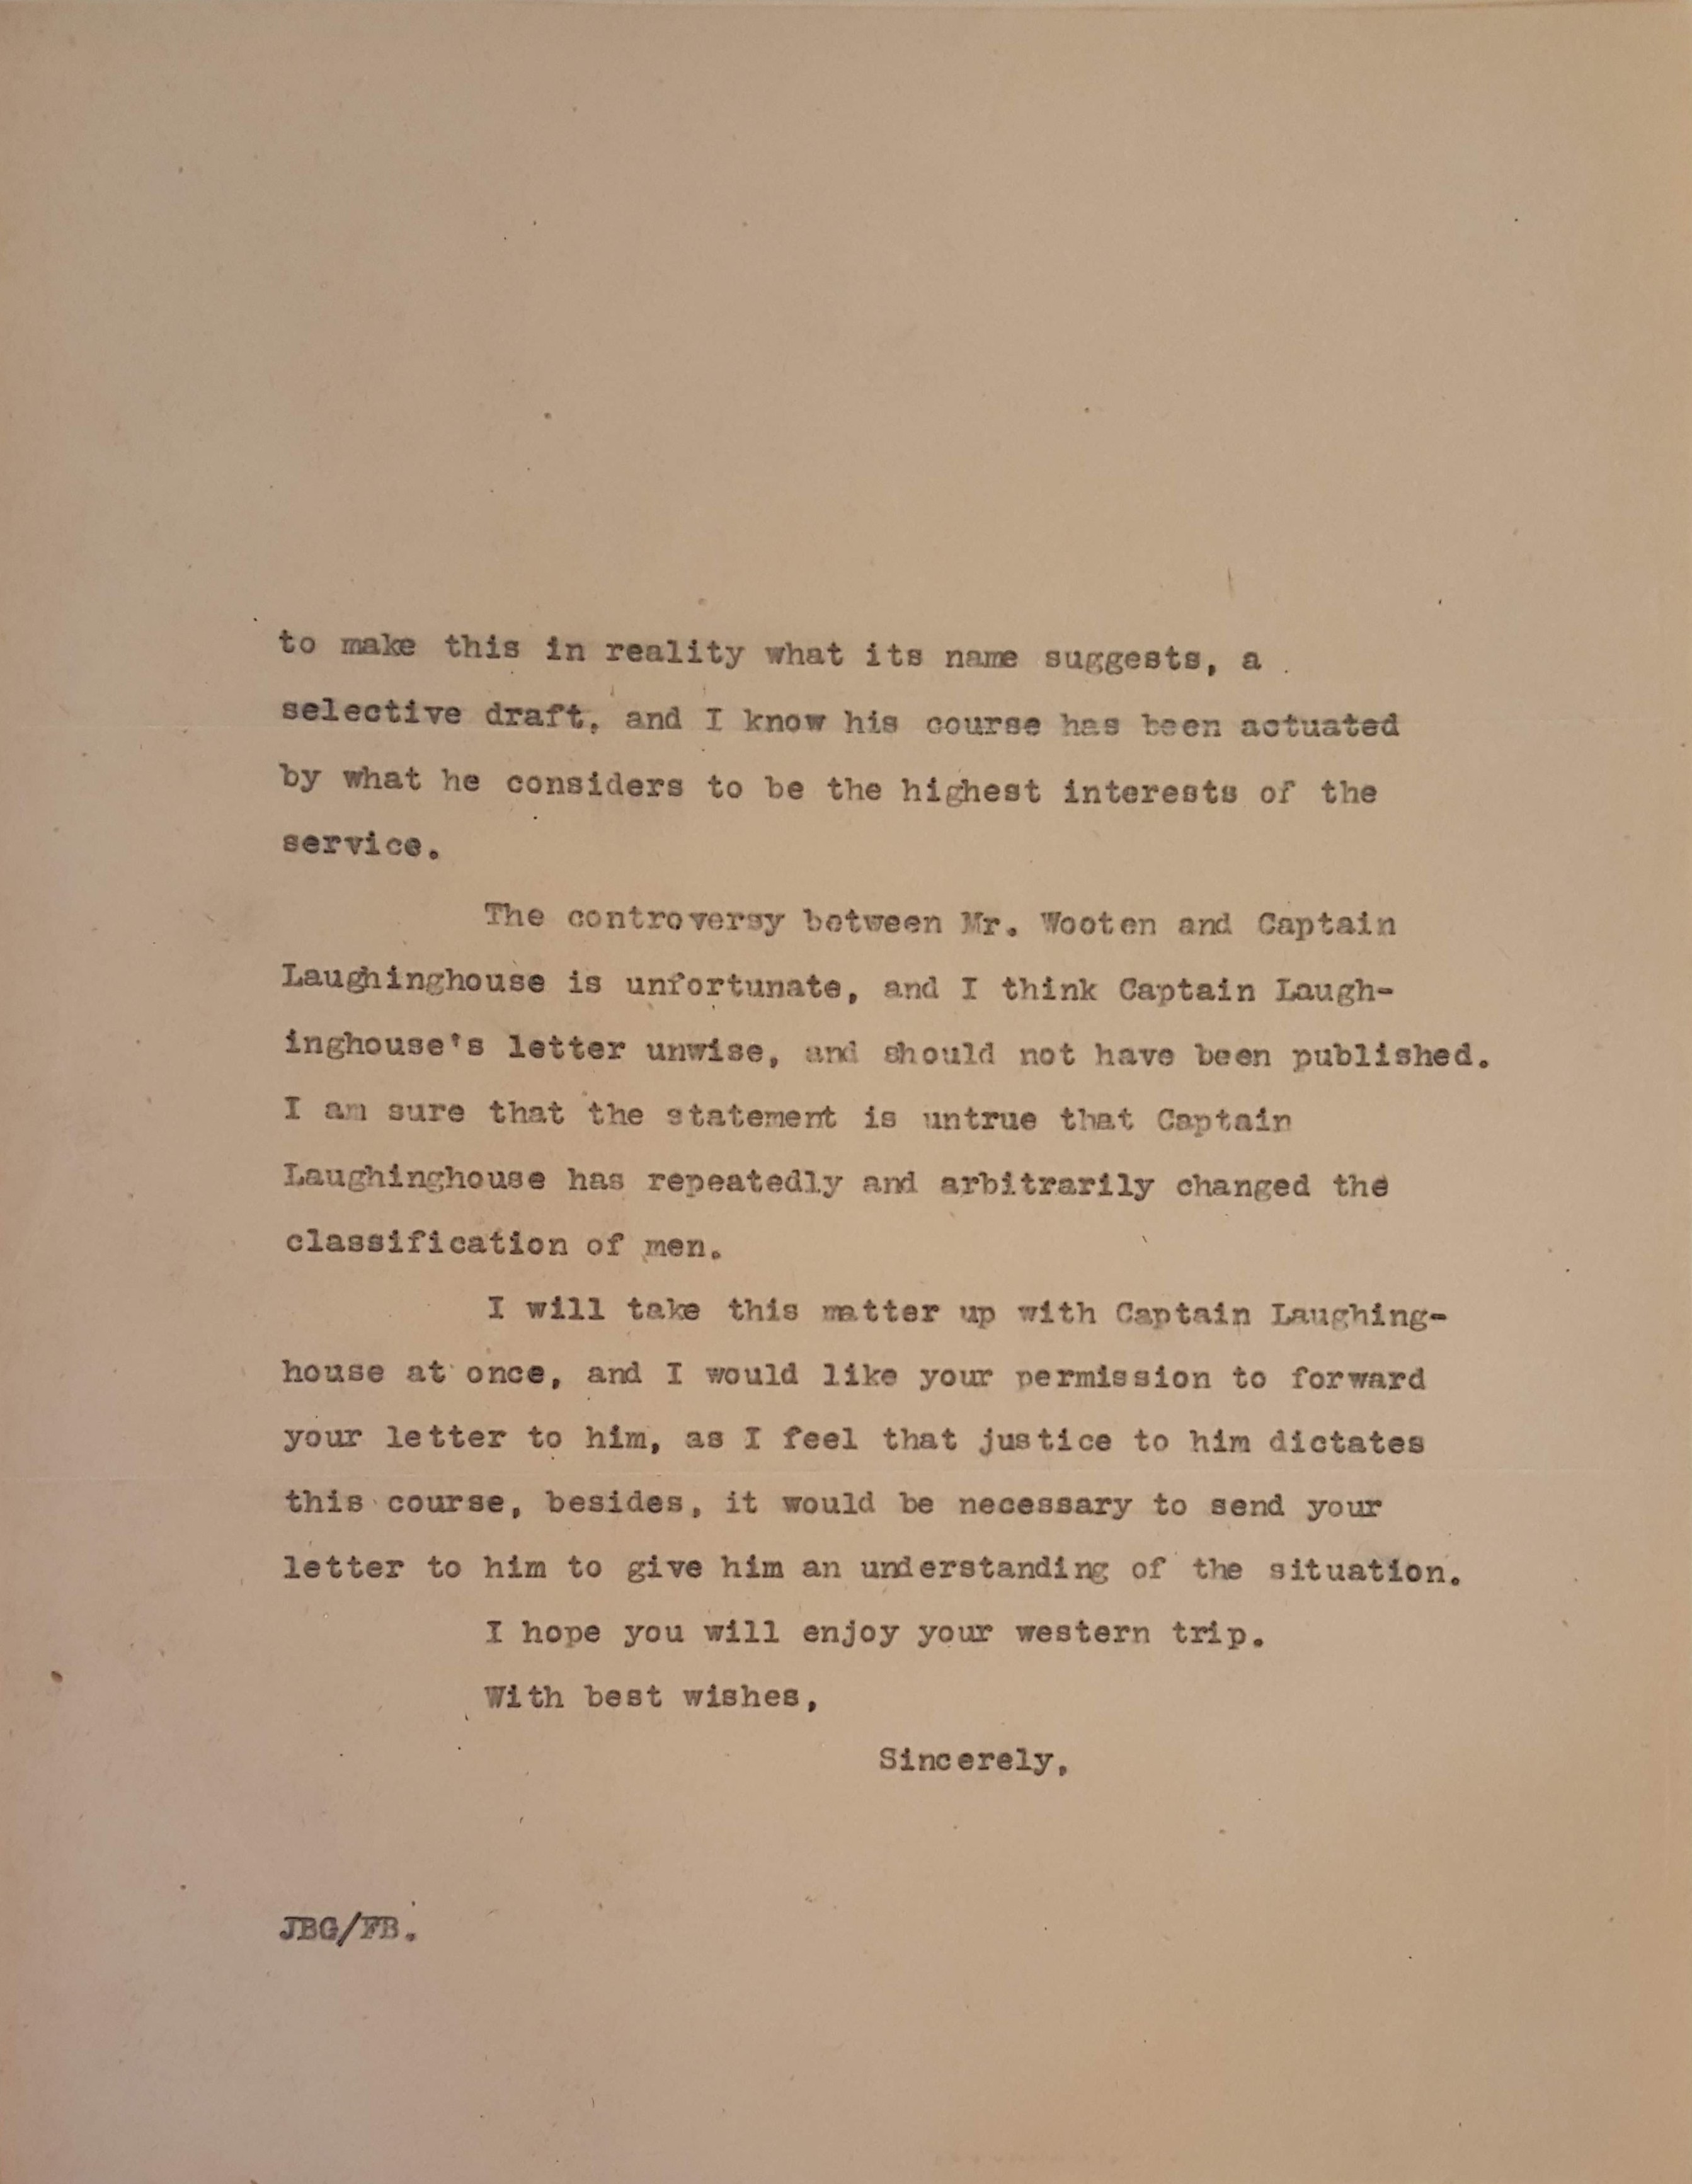 to make this in reality what its name suggests, a
selective draft, and I know his course has been actuated
by what he considers to be the highest interests of the
service.
The controversy between Mr. Wooten and Captain
Laughinghouse is unfortunate, and I think Captain Laugh-
inghouse's letter unwise, and should not have been published.
I am sure that the statement is untrue that Captain
Laughinghouse has repeatedly and arbitrarily changed the
classification of men.
I will take this matter up with Captain Laughing-
house at once, and I would like your permission to forward
your letter to him, as I feel that justice to him dictates
this course, besides, it would be necessary to send your
letter to him to give him an understanding of the situation.
I hope you will enjoy your western trip.
With best wishes,
Sincerely,
JBG/FB.